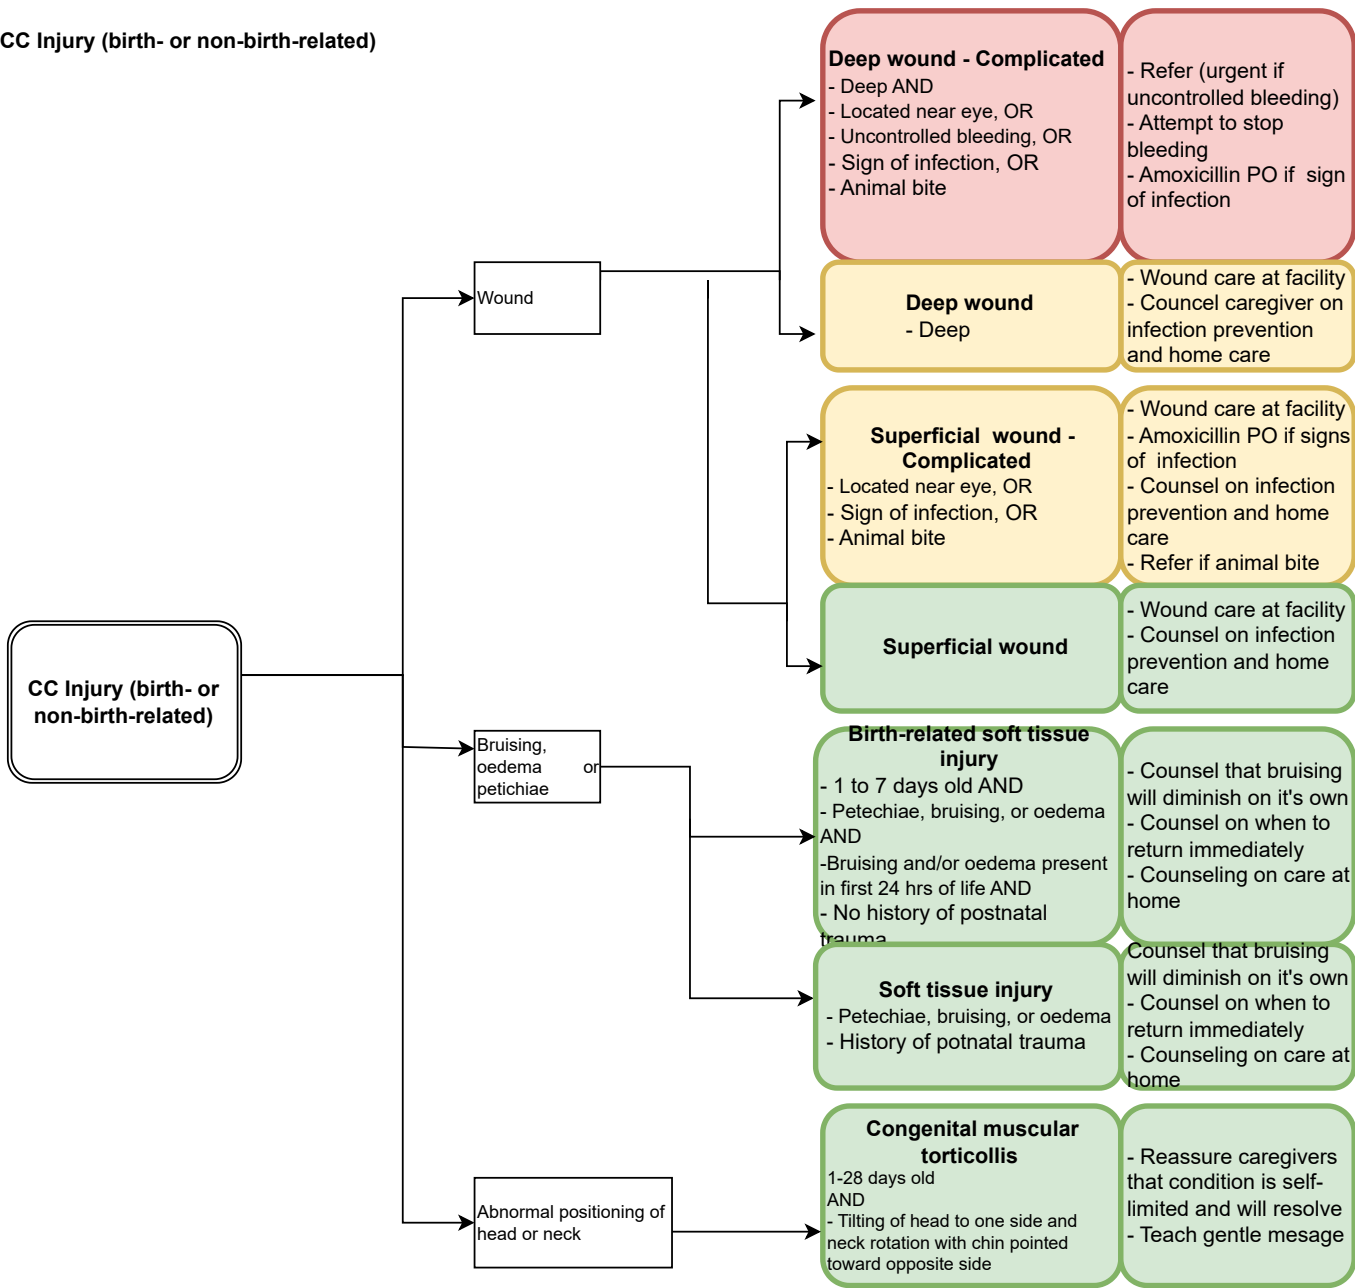 CC Injury (birth- or non-birth-related)
Deep wound - Complicated
- Deep AND
- Located near eye, OR
- Uncontrolled bleeding, OR
- Sign of infection, OR
- Animal bite
- Refer (urgent if
uncontrolled bleeding)
- Attempt to stop
bleeding
- Amoxicillin PO if sign
of infection
Wound
Deep wound
- Deep
- Wound care at facility
- Councel caregiver on
infection prevention
and home care
Superficial wound -
Complicated
- Located near eye, OR
- Sign of infection, OR
- Animal bite
- Wound care at facility
- Amoxicillin PO if signs
of infection
- Counsel on infection
prevention and home
care
- Refer if animal bite
Superficial wound
- Wound care at facility
- Counsel on infection
prevention and home
care
CC Injury (birth- or
non-birth-related)
Bruising,
oedema or
petichiae
Birth-related soft tissue
injury
- 1 to 7 days old AND
- Petechiae, bruising, or oedema
AND
-Bruising and/or oedema present
in first 24 hrs of life AND
- No history of postnatal
trauma
- Counsel that bruising
will diminish on it's own
- Counsel on when to
return immediately
- Counseling on care at
home
Soft tissue injury
- Petechiae, bruising, or oedema
- History of potnatal trauma
Counsel that bruising
will diminish on it's own
- Counsel on when to
return immediately
- Counseling on care at
home
Abnormal positioning of
head or neck
Congenital muscular
torticollis
1-28 days old
AND
- Tilting of head to one side and
neck rotation with chin pointed
toward opposite side
- Reassure caregivers
that condition is self-
limited and will resolve
- Teach gentle mesage